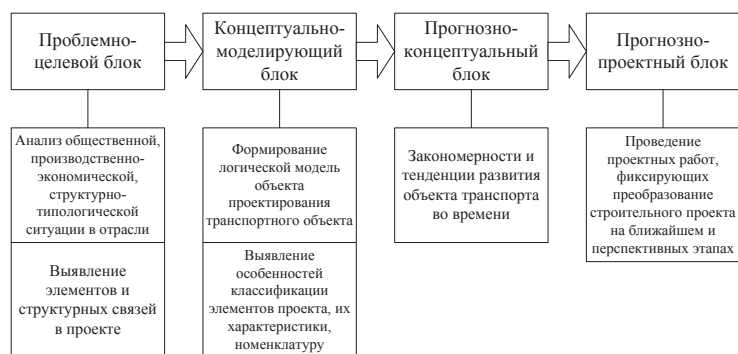 Проблемно-
целевой блок
Концептуально-
моделирующий
блок
Прогнозно-
концептуальный
блок
Прогнозно-
проектный блок
Анализ общественной,
производственно-
экономической,
структурно-
типологической
ситуации в отрасли
Выявление
элементов и
структурных связей
в проекте
Формирование
логической модель
объекта
проектирования
транспортного объекта
Выявление
особенностей
классификации
элементов проекта, их
характеристики,
номенклатуру
Закономерности и
тенденции развития
объекта транспорта
во времени
Проведение
проектных работ,
фиксирующих
преобразование
строительного проекта
на ближайшем и
перспективных этапах